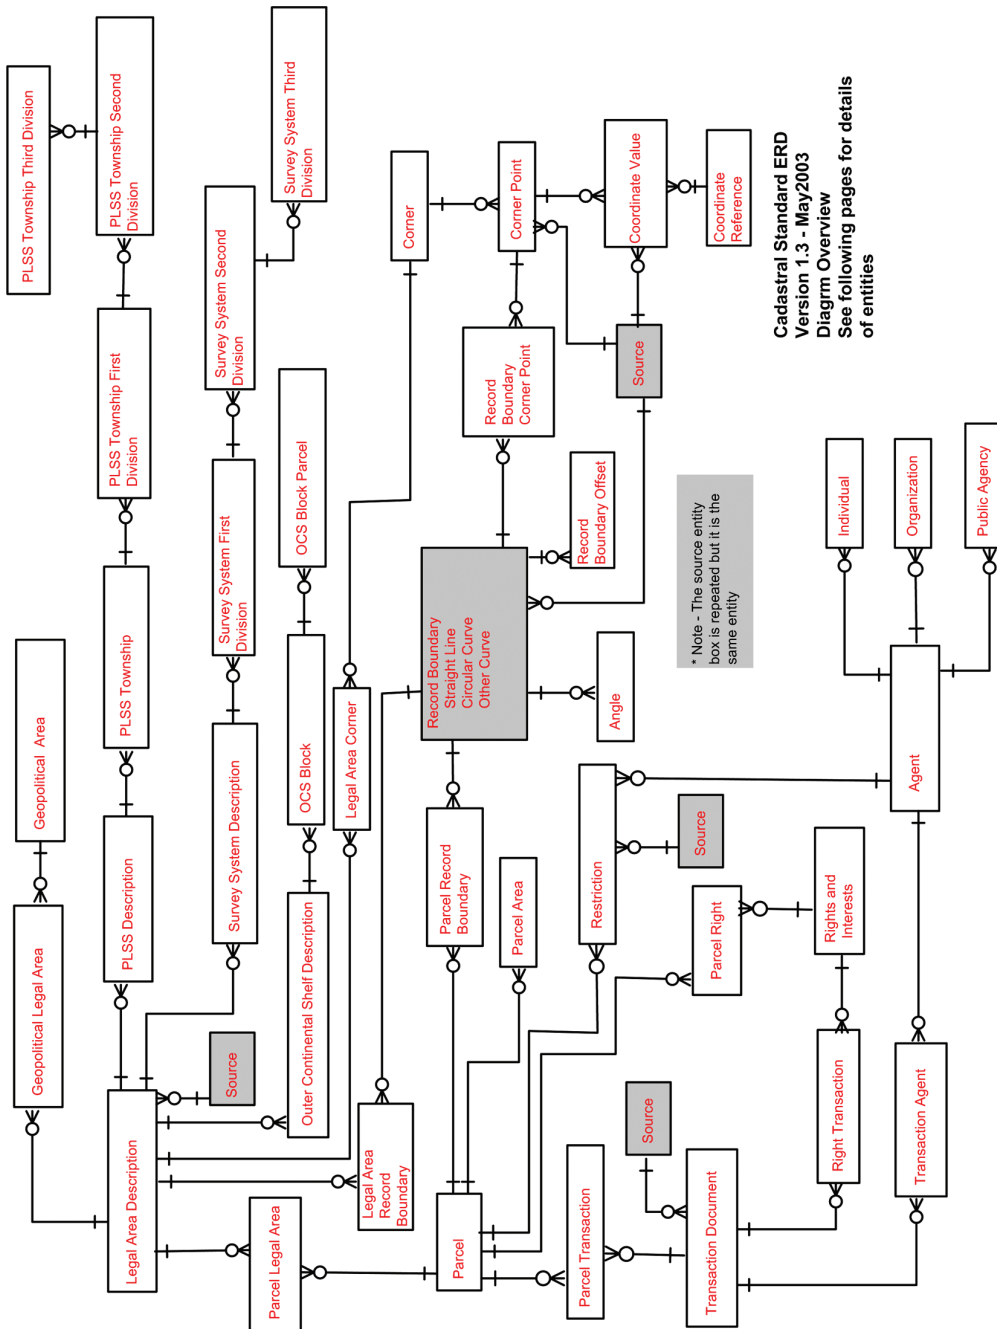 Geopolitical Legal Area
Geopolitical Area
PLSS Township Third Division
Legal Area Description
PLSS Description
PLSS Township
PLSS Township First
Division
PLSS Township Second
Division
Survey System Description
Survey System First
Division
Survey System Second
Division
Survey System Third
Division
Source
Parcel Legal Area
Outer Continental Shelf Description
OCS Block
OCS Block Parcel
Legal Area
Record
Boundary
Legal Area Corner
Corner
Parcel
Parcel Record
Boundary
Record Boundary
Straight Line
Circular Curve
Other Curve
Record
Boundary
Corner Point
Corner Point
Parcel Area
Parcel Transaction
Restriction
Angle
Record
Boundary Offset
Source
Coordinate Value
Source
Transaction Document
Parcel Right
Source
Coordinate
Reference
* Note - The source entity
box is repeated but it is the
same entity
Cadastral Standard ERD
Version 1.3 - May2003
Diagrm Overview
See following pages for details
of entities
Right Transaction
Rights and
Interests
Transaction Agent
Agent
Individual
Organization
Public Agency